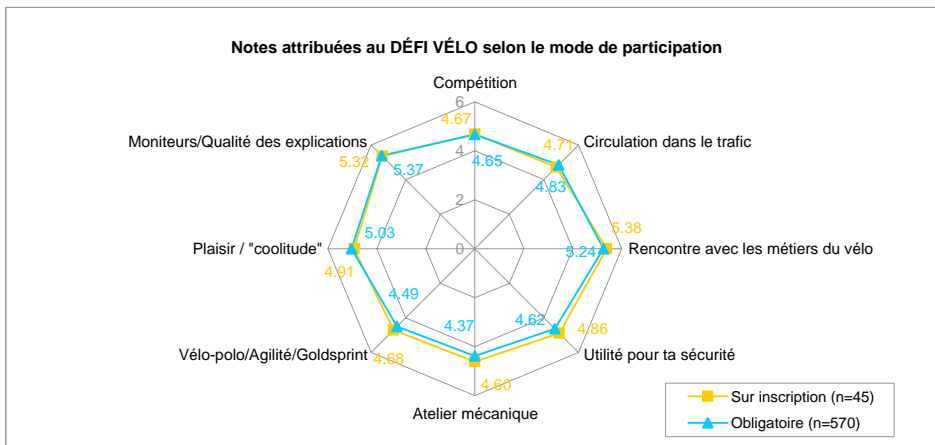 Notes attribuées au DÉFI VÉLO selon le mode de participation
Compétition
6
4.67
Moniteurs/Qualité des explications
4.71
Circulation dans le trafic
5.32
4
4.65
5.37
4.83
2
5.38
5.03
5.24
Plaisir / "coolitude"
0
Rencontre avec les métiers du vélo
4.91
4.49
4.37
4.62
4.86
Vélo-polo/Agilité/Goldsprint
4.68
Utilité pour ta sécurité
4.60
Atelier mécanique
Sur inscription (n=45)
Obligatoire (n=570)